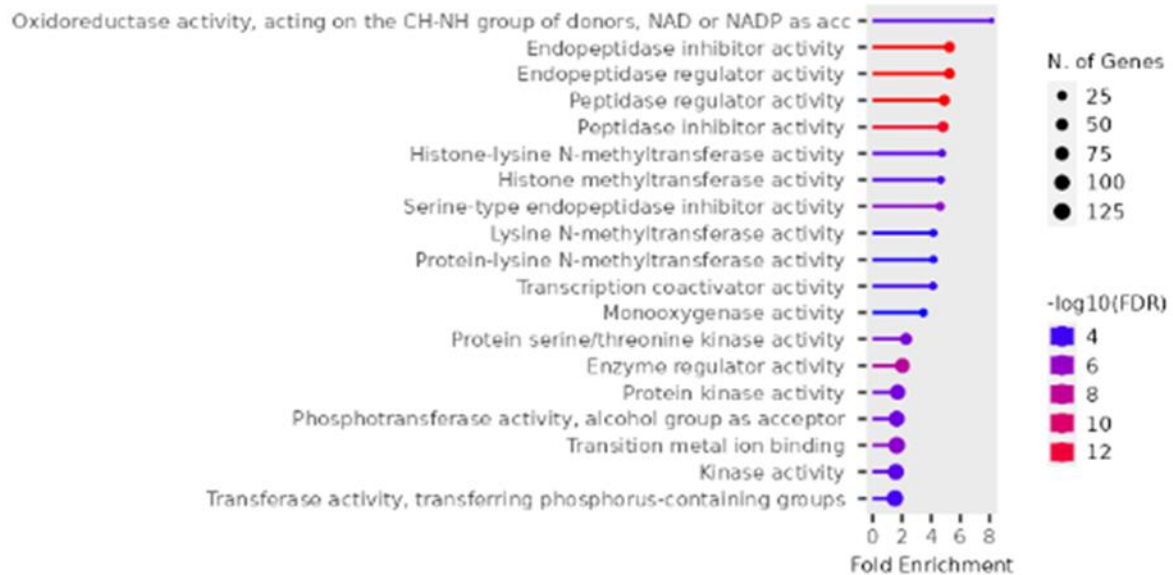 Oxidoreductase activity, acting on the CH-NH group of donors, NAD or NADP as acc
Endopeptidase inhibitor activity
Endopeptidase regulator activity
Peptidase regulator activity
Peptidase inhibitor activity
Histone-lysine N-methyltransferase activity
Histone methyltransferase activity
Serine-type endopeptidase inhibitor activity
Lysine N-methyltransferase activity
Protein-lysine N-methyltransferase activity
Transcription coactivator activity
Monooxygenase activity
Protein serine/threonine kinase activity
Enzyme regulator activity
Protein kinase activity
Phosphotransferase activity, alcohol group as acceptor
Transition metal ion binding
Kinase activity
Transferase activity, transferring phosphorus-containing groups
0 2 4 6 8
Fold Enrichment
N. of Genes
25
50
75
100
125
-log10(FDR)
4
6
8
10
12